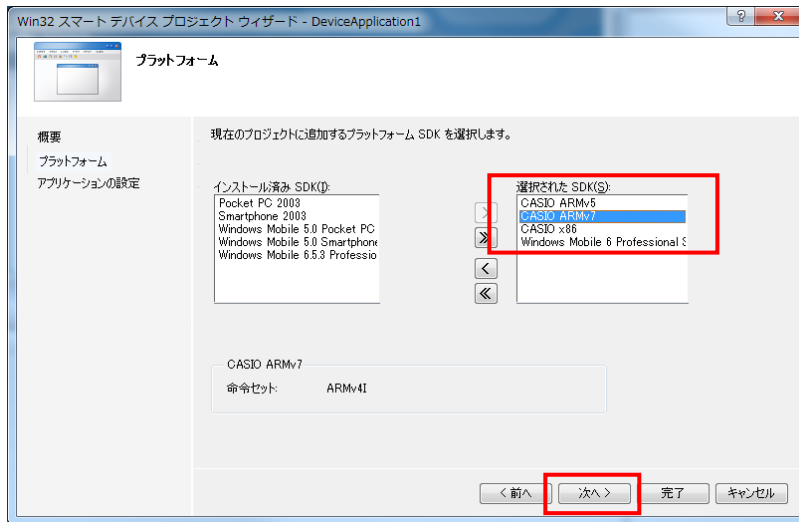 Win32 スマート デバイス プロジェクト ウィザード - DeviceApplication1
プラットフォーム
概要
プラットフォーム
アプリケーションの設定
現在のプロジェクトに追加するプラットフォーム SDK を選択します。
インストール済み SDK(I):
Pocket PC 2003
Smartphone 2003
Windows Mobile 5.0 Pocket PC
Windows Mobile 5.0 Smartphone
Windows Mobile 6.5.3 Professio
>
≫
<
≪
選択された SDK(S):
CASIO ARMv5
CASIO ARMv7
CASIO x86
Windows Mobile 6 Professional S
CASIO ARMv7
命令セット: ARMv4I
< 前へ
次へ >
完了
キャンセル